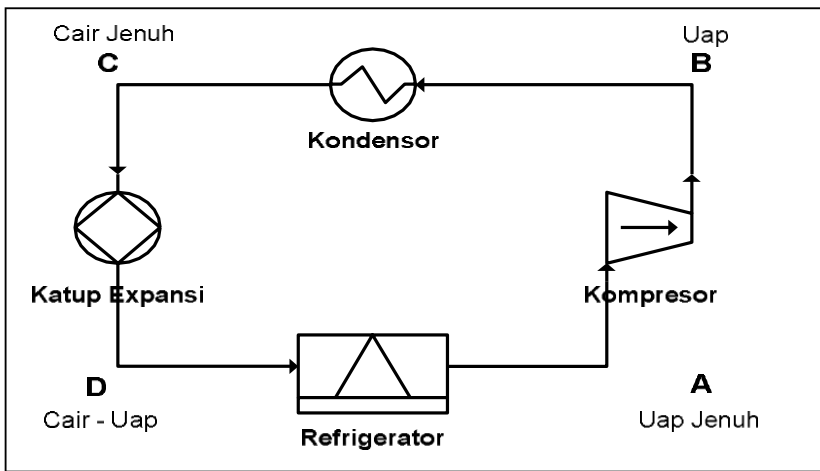 Cair Jenuh
C
Uap
B
Kondensor
Katup Expansi
Kompresor
D
Cair - Uap
Refrigerator
A
Uap Jenuh